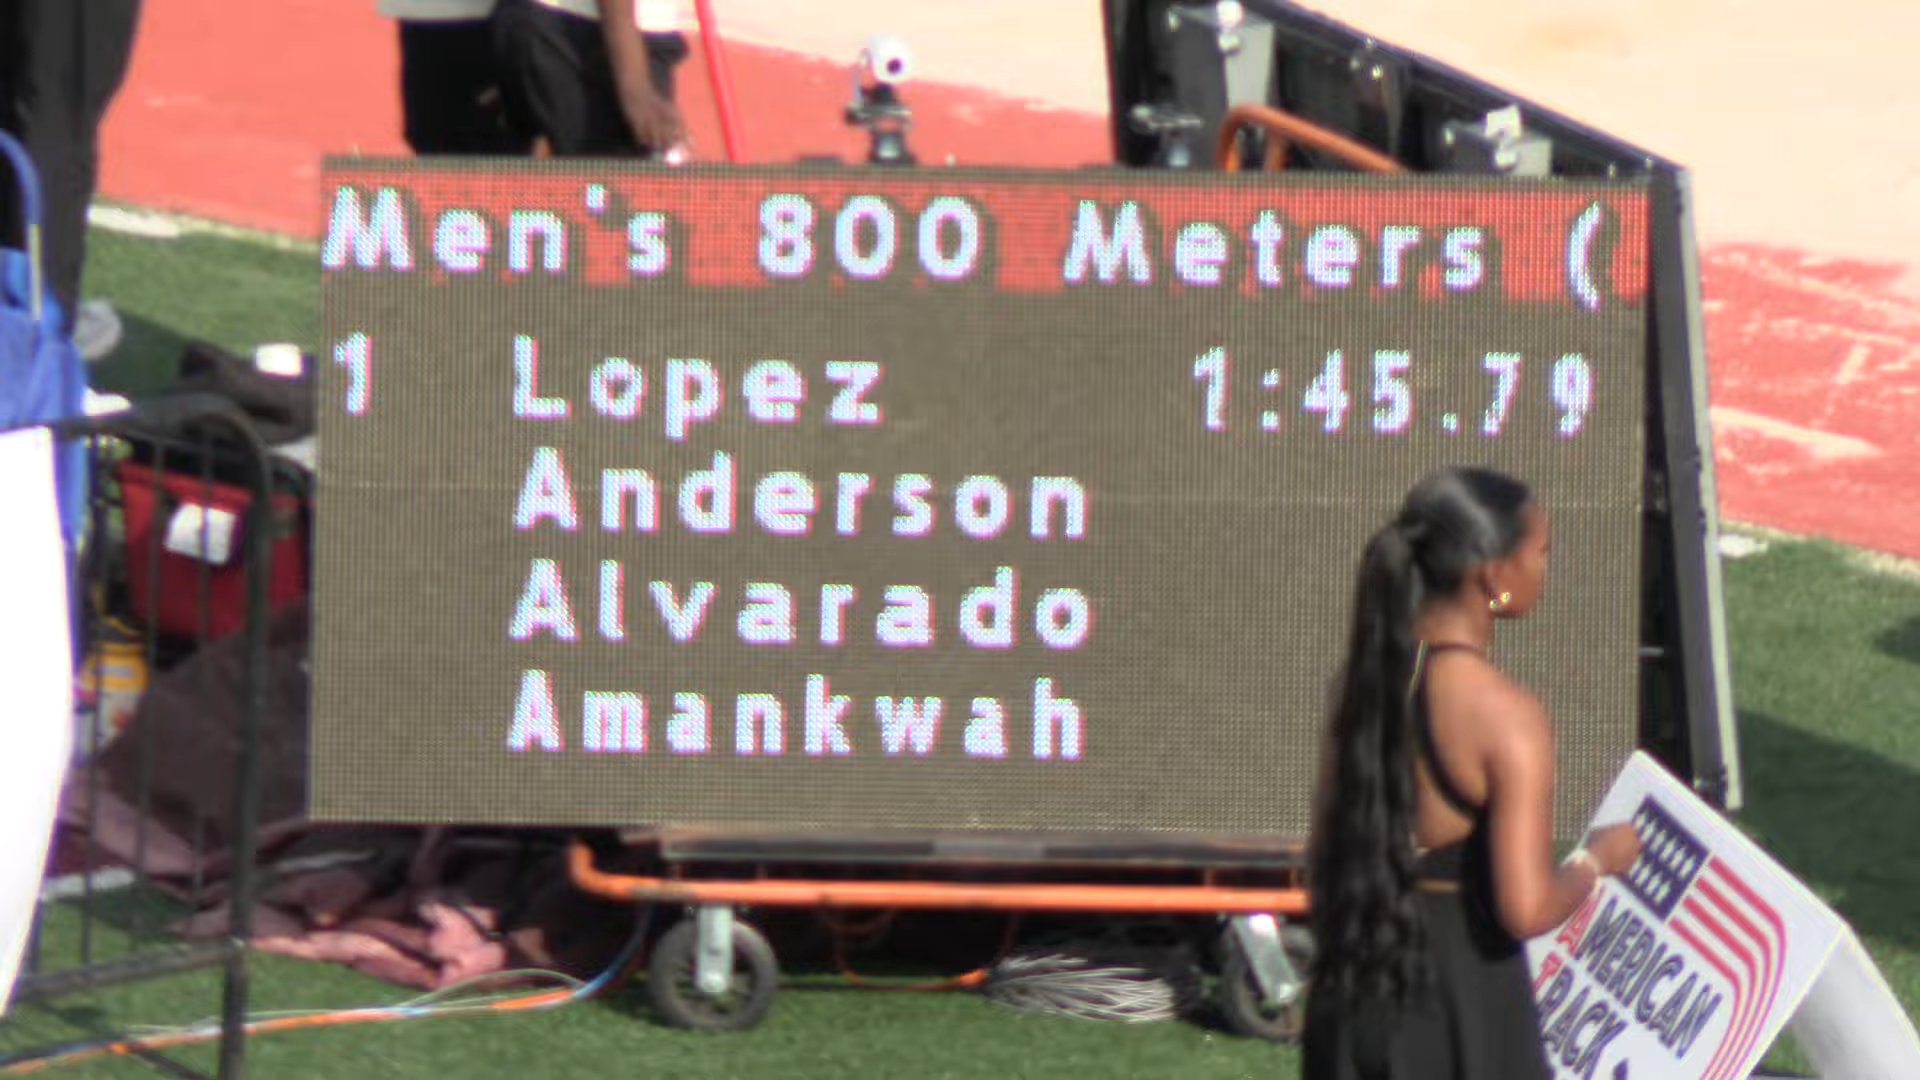 Men's 800 Meters (
1 Lopez 1:45.79
Anderson
Alvarado
Amankwah
AMERICAN
TRACK